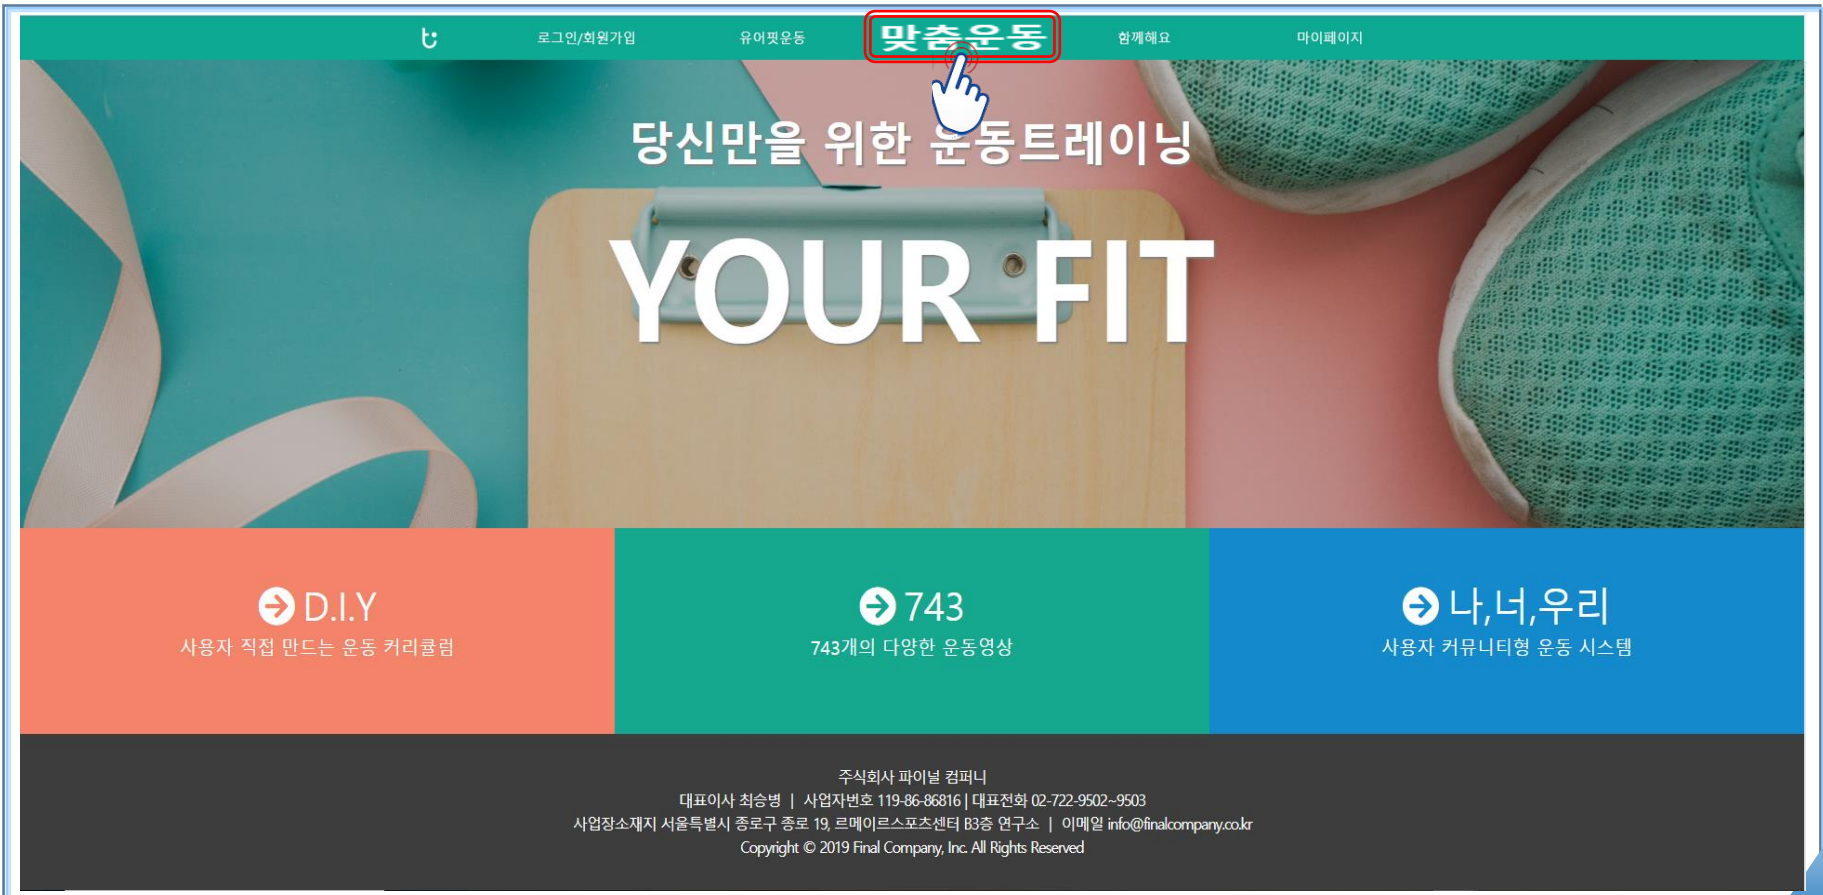 로그인/회원가입 유어핏운동 맞춤운동 함께해요 마이페이지
당신만을 위한 운동트레이닝
YOUR FIT
D.I.Y
사용자 직접 만드는 운동 커리큘럼
743
743개의 다양한 운동영상
나,너,우리
사용자 커뮤니티형 운동 시스템
주식회사 파이널 컴퍼니
대표이사 최승병 | 사업자번호 119-86-86816 | 대표전화 02-722-9502~9503
사업장소재지 서울특별시 종로구 종로 19, 르메이르스포츠센터 B3층 연구소 | 이메일 info@finalcompany.co.kr
Copyright © 2019 Final Company, Inc. All Rights Reserved